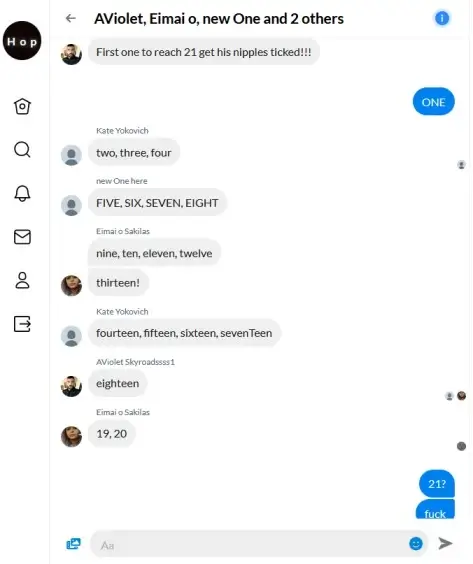 AViolet, Eimai o, new One and 2 others
Hop
First one to reach 21 get his nipples ticked!!!
ONE
Kate Yokovich
two, three, four
new One here
FIVE, SIX, SEVEN, EIGHT
Eimai o Sakilas
nine, ten, eleven, twelve
thirteen!
Kate Yokovich
fourteen, fifteen, sixteen, sevenTeen
AViolet Skyroadssss1
eighteen
Eimai o Sakilas
19, 20
21?
fuck
Aa